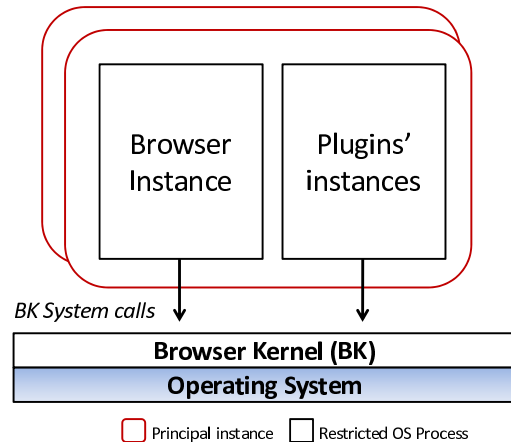 Browser
Instance
Plugins'
instances
BK System calls
Browser Kernel (BK)
Operating System
Principal instance
Restricted OS Process